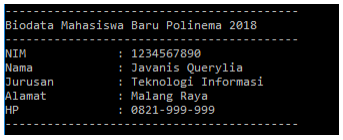 ------------------------------------------
Biodata Mahasiswa Baru Polinema 2018
------------------------------------------
NIM : 1234567890
Nama : Javanis Querylia
Jurusan : Teknologi Informasi
Alamat : Malang Raya
HP : 0821-999-999
------------------------------------------